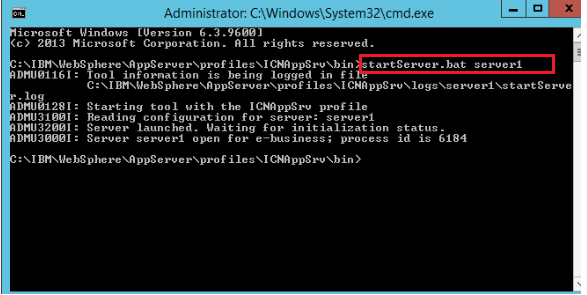 Administrator: C:\Windows\System32\cmd.exe
Microsoft Windows [Version 6.3.9600]
(c) 2013 Microsoft Corporation. All rights reserved.
C:\IBM\WebSphere\AppServer\profiles\ICNAppSrv\bin>startServer.bat server1
ADMU0116I: Tool information is being logged in file
C:\IBM\WebSphere\AppServer\profiles\ICNAppSrv\logs\server1\startServe
r.log
ADMU0128I: Starting tool with the ICNAppSrv profile
ADMU3100I: Reading configuration for server: server1
ADMU3200I: Server launched. Waiting for initialization status.
ADMU3000I: Server server1 open for e-business; process id is 6184
C:\IBM\WebSphere\AppServer\profiles\ICNAppSrv\bin>